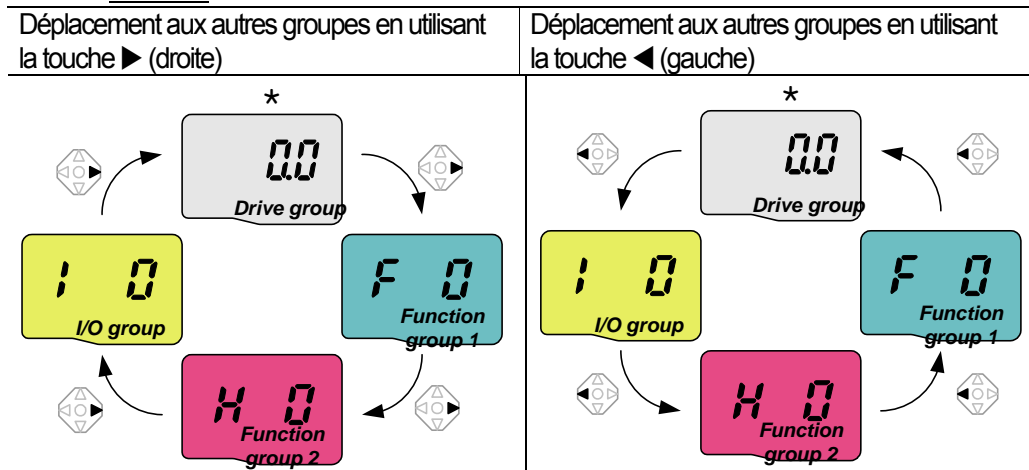 Déplacement aux autres groupes en utilisant
la touche ▶ (droite)
Déplacement aux autres groupes en utilisant
la touche ◀ (gauche)
*
0.0
Drive group
I 0
I/O group
F 0
Function
group 1
H 0
Function
group 2
*
0.0
Drive group
I 0
I/O group
F 0
Function
group 1
H 0
Function
group 2